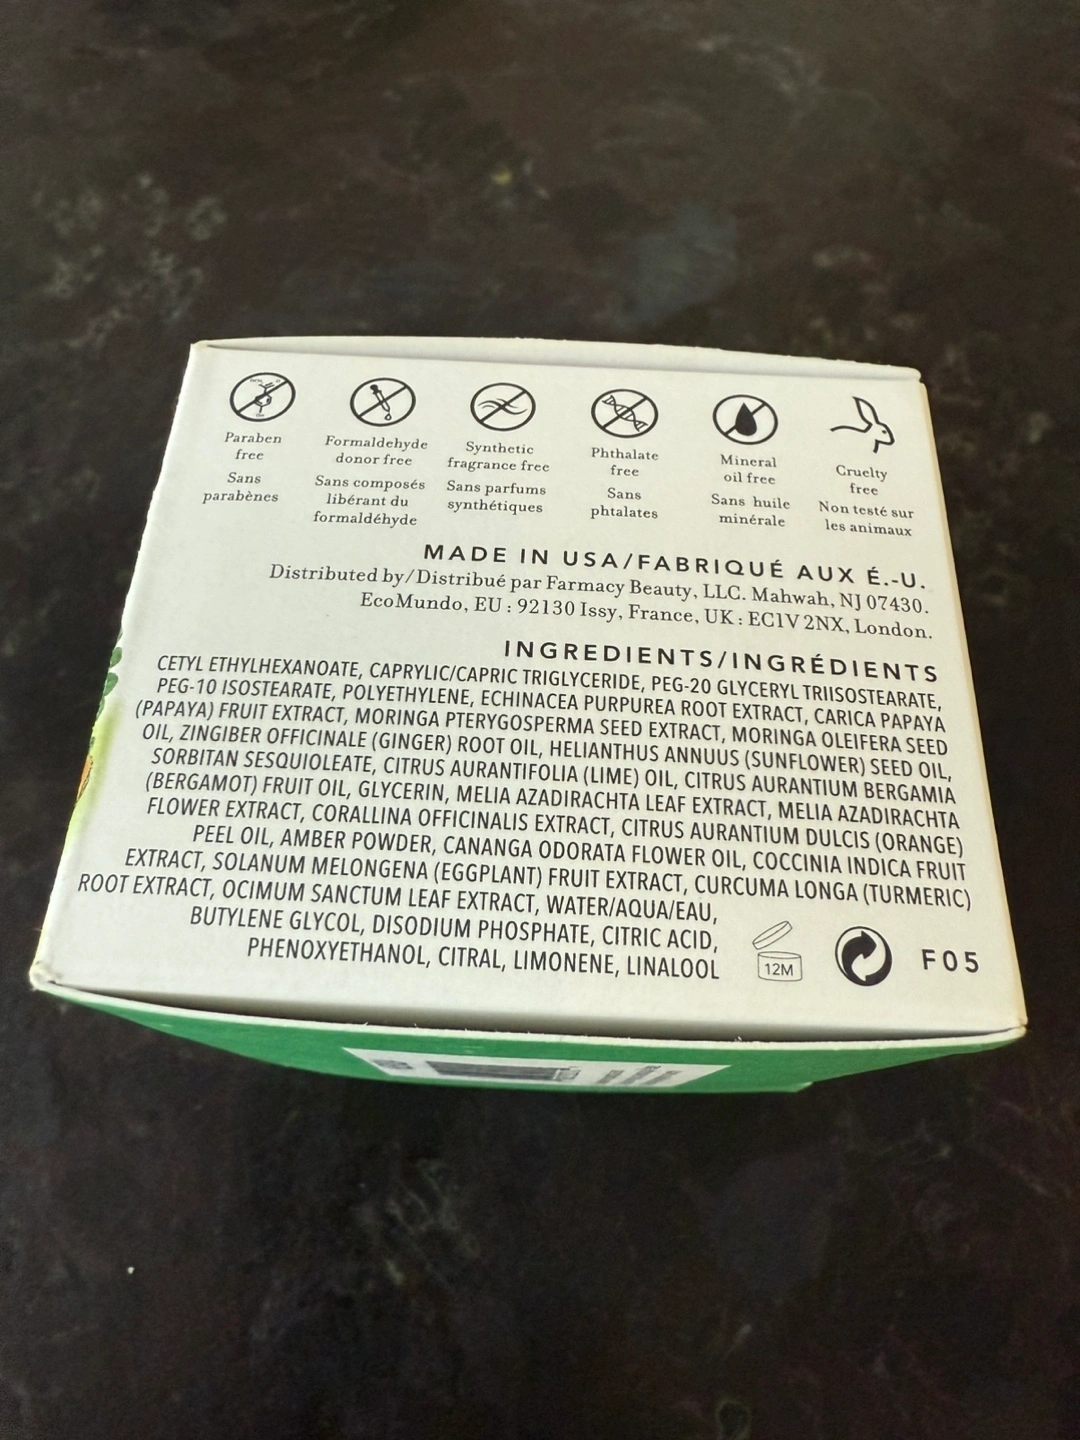 Paraben
free
Sans
parabènes
Formaldehyde
donor free
Sans composés
libérant du
formaldéhyde
Synthetic
fragrance free
Sans parfums
synthétiques
Phthalate
free
Sans
phtalates
Mineral
oil free
Sans huile
minérale
Cruelty
free
Non testé sur
les animaux
MADE IN USA/FABRIQUÉ AUX É.-U.
Distributed by/Distribué par Farmacy Beauty, LLC. Mahwah, NJ 07430.
EcoMundo, EU : 92130 Issy, France, UK : EC1V 2NX, London.
INGREDIENTS/INGRÉDIENTS
CETYL ETHYLHEXANOATE, CAPRYLIC/CAPRIC TRIGLYCERIDE, PEG-20 GLYCERYL TRIISOSTEARATE,
PEG-10 ISOSTEARATE, POLYETHYLENE, ECHINACEA PURPUREA ROOT EXTRACT, CARICA PAPAYA
(PAPAYA) FRUIT EXTRACT, MORINGA PTERYGOSPERMA SEED EXTRACT, MORINGA OLEIFERA SEED
OIL, ZINGIBER OFFICINALE (GINGER) ROOT OIL, HELIANTHUS ANNUUS (SUNFLOWER) SEED OIL,
SORBITAN SESQUIOLEATE, CITRUS AURANTIFOLIA (LIME) OIL, CITRUS AURANTIUM BERGAMIA
(BERGAMOT) FRUIT OIL, GLYCERIN, MELIA AZADIRACHTA LEAF EXTRACT, MELIA AZADIRACHTA
FLOWER EXTRACT, CORALLINA OFFICINALIS EXTRACT, CITRUS AURANTIUM DULCIS (ORANGE)
PEEL OIL, AMBER POWDER, CANANGA ODORATA FLOWER OIL, COCCINIA INDICA FRUIT
EXTRACT, SOLANUM MELONGENA (EGGPLANT) FRUIT EXTRACT, CURCUMA LONGA (TURMERIC)
ROOT EXTRACT, OCIMUM SANCTUM LEAF EXTRACT, WATER/AQUA/EAU,
BUTYLENE GLYCOL, DISODIUM PHOSPHATE, CITRIC ACID,
PHENOXYETHANOL, CITRAL, LIMONENE, LINALOOL
12M
F05